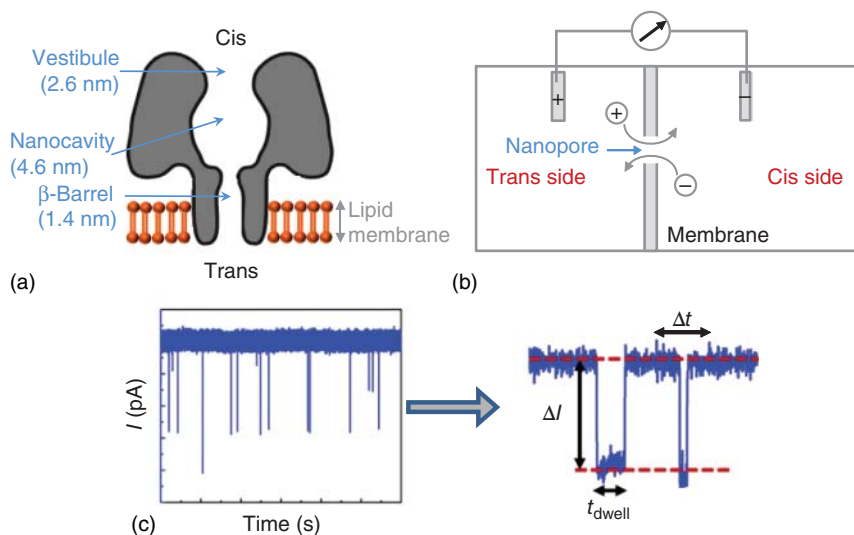 Cis
Vestibule
(2.6 nm)
Nanocavity
(4.6 nm)
β-Barrel
(1.4 nm)
Lipid
membrane
Trans
(a)
+
−
+
Nanopore
Trans side
−
Cis side
Membrane
(b)
I (pA)
Time (s)
(c)
Δt
ΔI
t_dwell